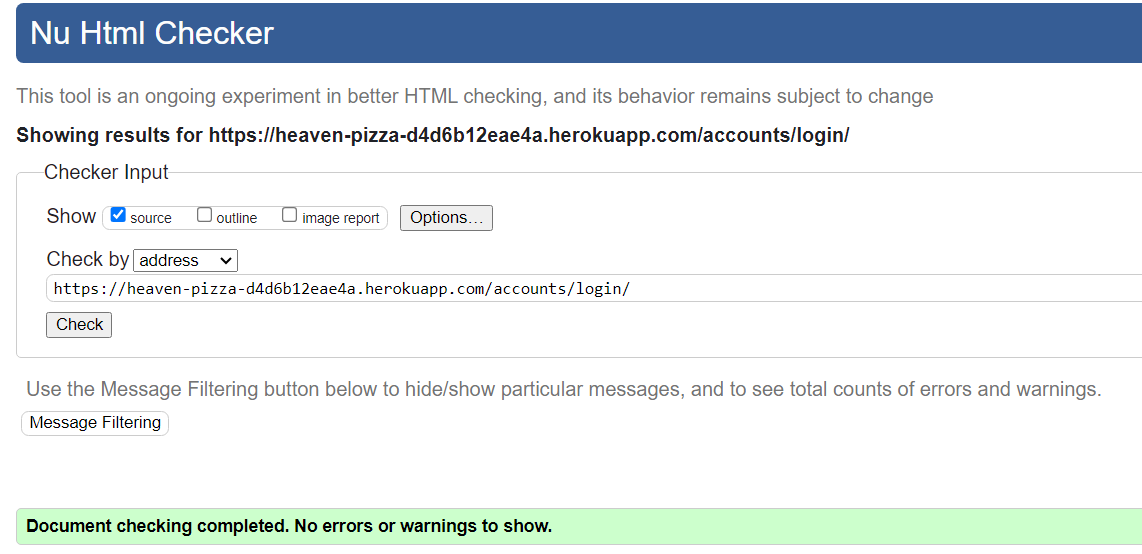 Nu Html Checker
This tool is an ongoing experiment in better HTML checking, and its behavior remains subject to change
Showing results for https://heaven-pizza-d4d6b12eae4a.herokuapp.com/accounts/login/
Checker Input
Show source outline image report Options...
Check by address
https://heaven-pizza-d4d6b12eae4a.herokuapp.com/accounts/login/
Check
Use the Message Filtering button below to hide/show particular messages, and to see total counts of errors and warnings.
Message Filtering
Document checking completed. No errors or warnings to show.